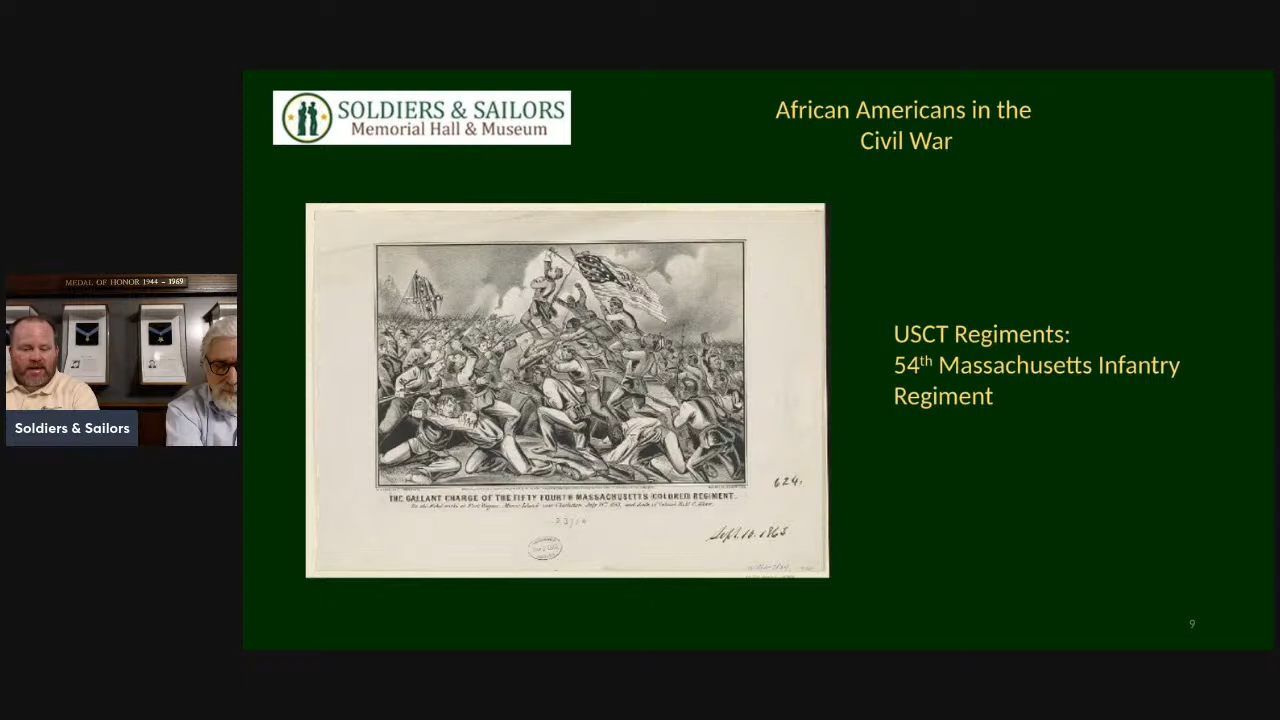 SOLDIERS & SAILORS
Memorial Hall & Museum
African Americans in the
Civil War
MEDAL OF HONOR 1944 - 1969
Soldiers & Sailors
USCT Regiments:
54th Massachusetts Infantry
Regiment
624.
THE GALLANT CHARGE OF THE FIFTY FOURTH MASSACHUSETTS (COLORED) REGIMENT.
Sept. 10. 1863
9